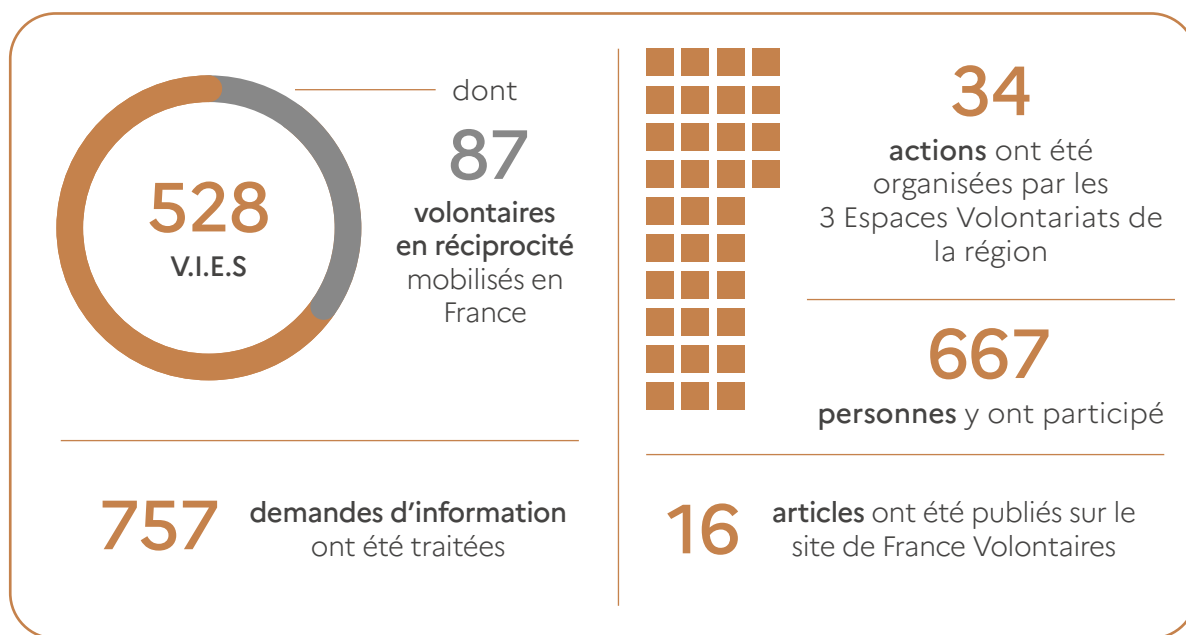 528
V.I.E.S
dont
87
volontaires
en réciprocité
mobilisés en
France
34
actions ont été
organisées par les
3 Espaces Volontariats de
la région
667
personnes y ont participé
757
demandes d'information
ont été traitées
16
articles ont été publiés sur le
site de France Volontaires